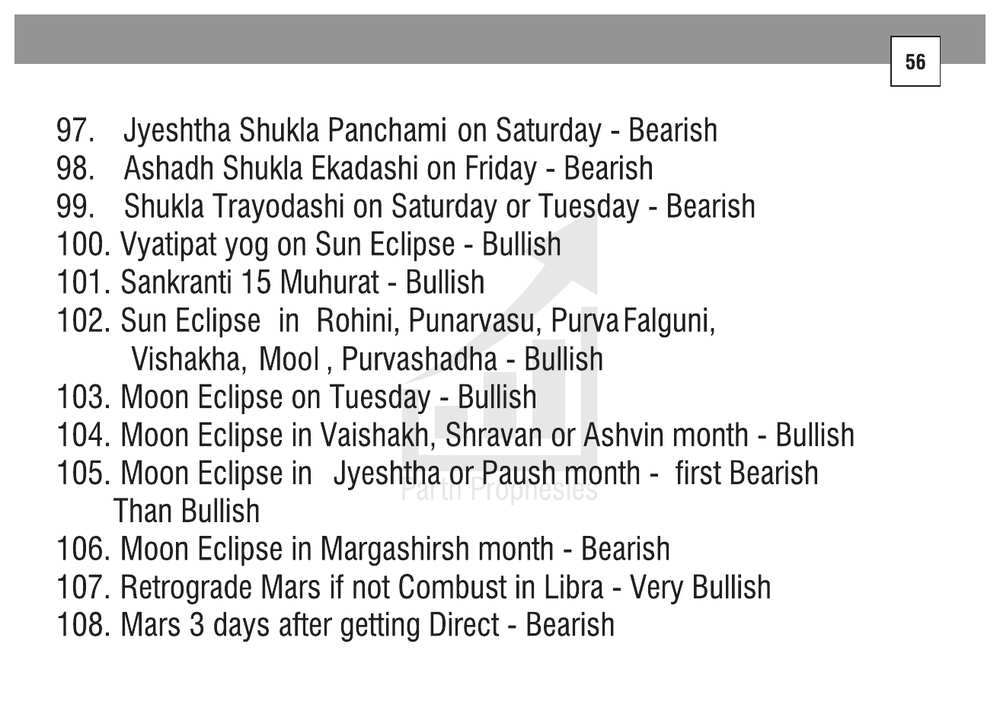 56
97. Jyeshtha Shukla Panchami on Saturday - Bearish
98. Ashadh Shukla Ekadashi on Friday - Bearish
99. Shukla Trayodashi on Saturday or Tuesday - Bearish
100. Vyatipat yog on Sun Eclipse - Bullish
101. Sankranti 15 Muhurat - Bullish
102. Sun Eclipse in Rohini, Punarvasu, Purva Falguni,
Vishakha, Mool , Purvashadha - Bullish
103. Moon Eclipse on Tuesday - Bullish
104. Moon Eclipse in Vaishakh, Shravan or Ashvin month - Bullish
105. Moon Eclipse in Jyeshtha or Paush month - first Bearish
Parth Prophesies
Than Bullish
106. Moon Eclipse in Margashirsh month - Bearish
107. Retrograde Mars if not Combust in Libra - Very Bullish
108. Mars 3 days after getting Direct - Bearish